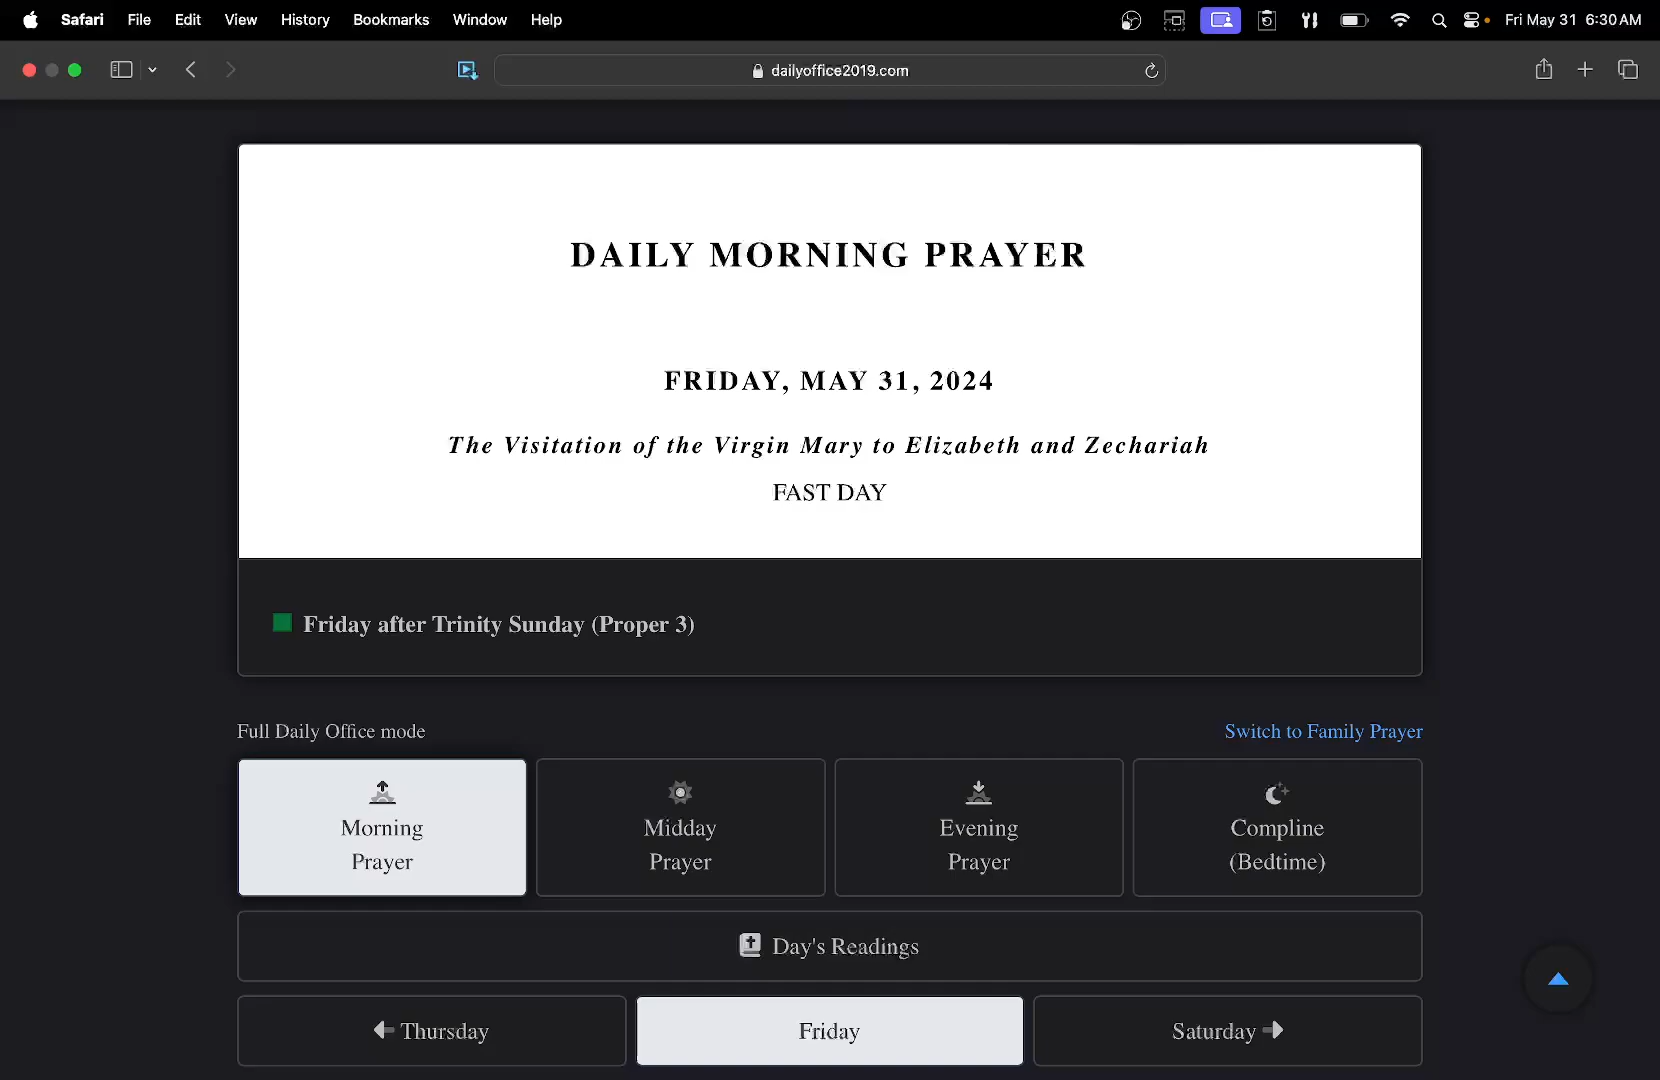 Safari File Edit View History Bookmarks Window Help Fri May 31 6:30 AM
dailyoffice2019.com
DAILY MORNING PRAYER
FRIDAY, MAY 31, 2024
The Visitation of the Virgin Mary to Elizabeth and Zechariah
FAST DAY
Friday after Trinity Sunday (Proper 3)
Full Daily Office mode
Switch to Family Prayer
Morning
Prayer
Midday
Prayer
Evening
Prayer
Compline
(Bedtime)
Day's Readings
Thursday
Friday
Saturday